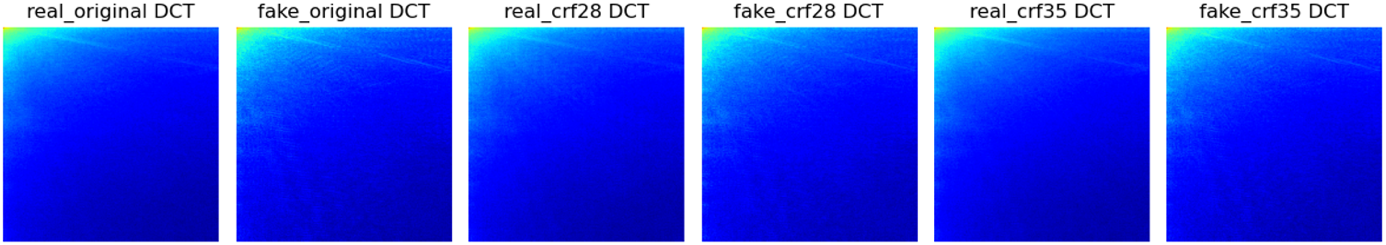 real_original DCT
fake_original DCT
real_crf28 DCT
fake_crf28 DCT
real_crf35 DCT
fake_crf35 DCT